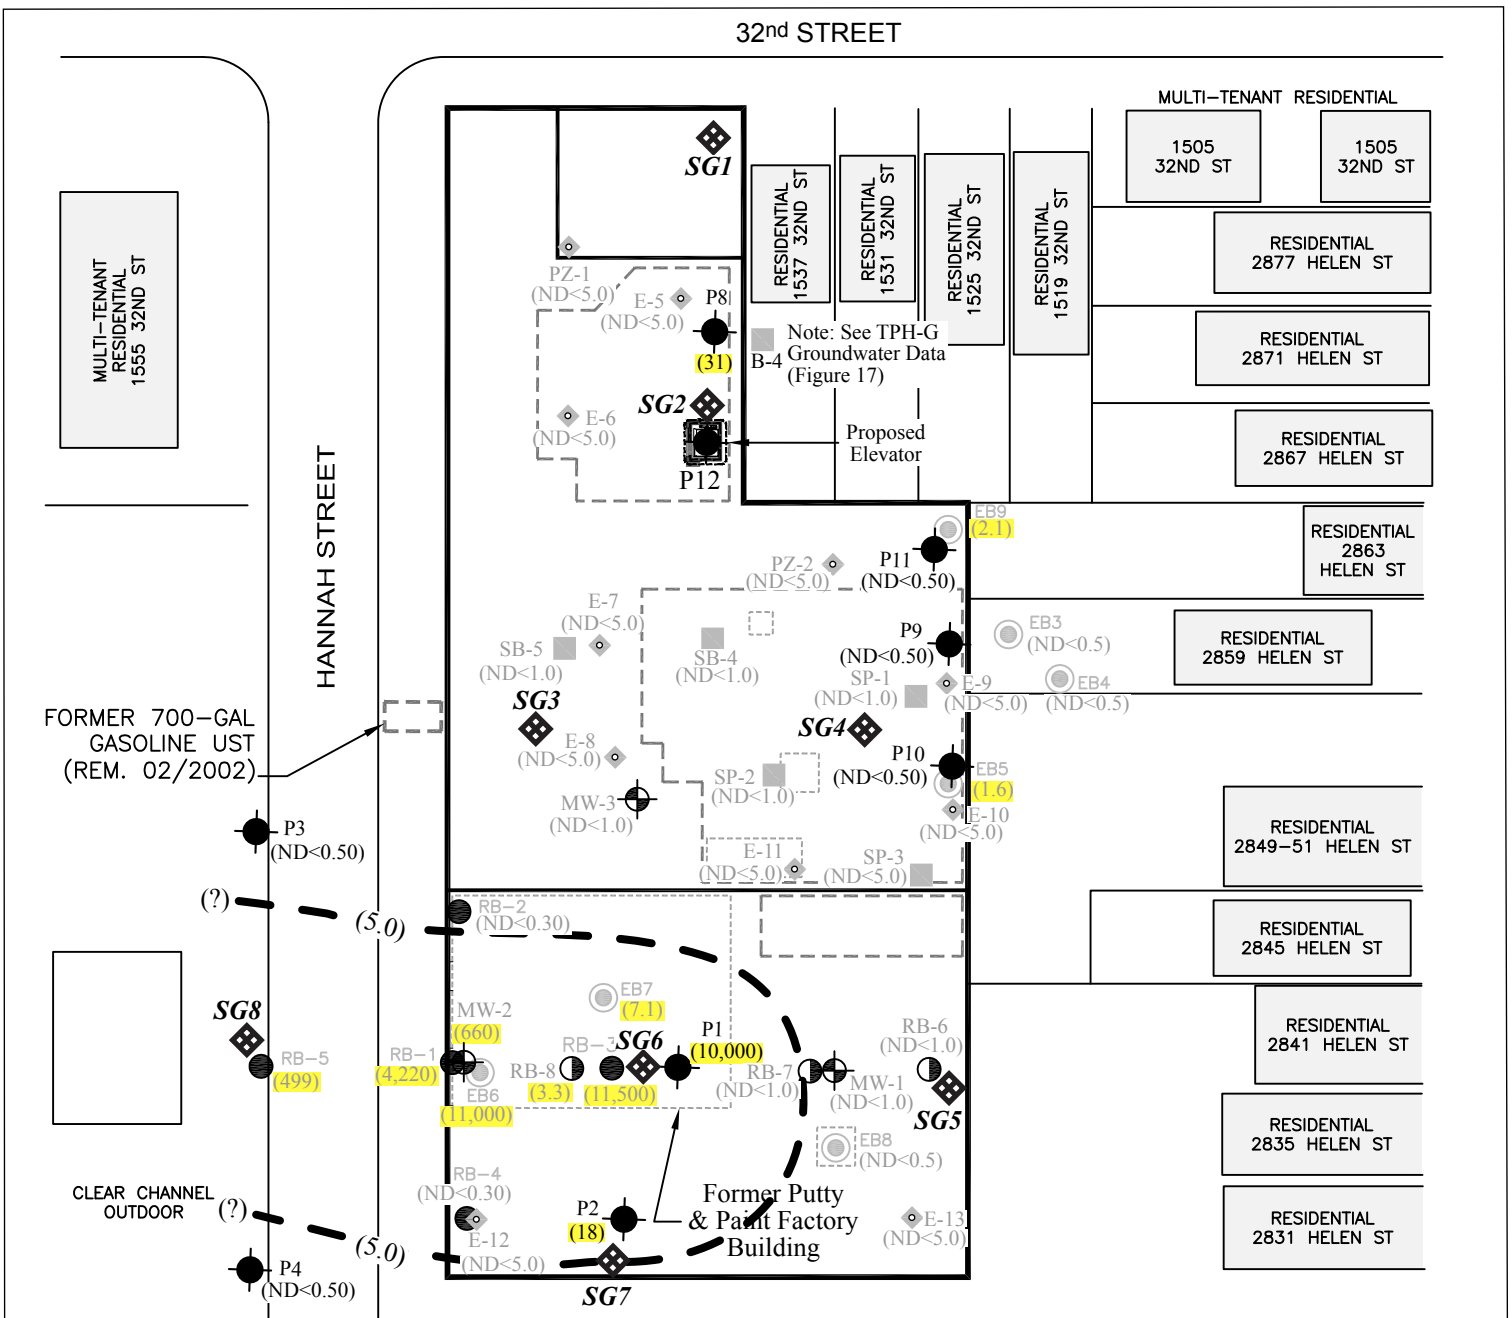 32nd STREET
MULTI-TENANT RESIDENTIAL
1505
32ND ST
1505
32ND ST
SG1
RESIDENTIAL
1537 32ND ST
RESIDENTIAL
1531 32ND ST
RESIDENTIAL
1525 32ND ST
RESIDENTIAL
1519 32ND ST
MULTI-TENANT
RESIDENTIAL
1555 32ND ST
RESIDENTIAL
2877 HELEN ST
PZ-1
(ND<5.0)
E-5
(ND<5.0)
P8
(31)
B-4
Note: See TPH-G
Groundwater Data
(Figure 17)
RESIDENTIAL
2871 HELEN ST
SG2
E-6
(ND<5.0)
Proposed
Elevator
P12
RESIDENTIAL
2867 HELEN ST
HANNAH STREET
EB9
(2.1)
P11
(ND<0.50)
PZ-2
(ND<5.0)
RESIDENTIAL
2863
HELEN ST
E-7
(ND<5.0)
SB-5
(ND<1.0)
SB-4
(ND<1.0)
P9
(ND<0.50)
EB3
(ND<0.5)
RESIDENTIAL
2859 HELEN ST
SP-1
(ND<1.0)
E-9
(ND<5.0)
EB4
(ND<0.5)
SG3
SG4
FORMER 700-GAL
GASOLINE UST
(REM. 02/2002)
E-8
(ND<5.0)
P10
(ND<0.50)
EB5
(1.6)
SP-2
(ND<1.0)
MW-3
(ND<1.0)
E-10
(ND<5.0)
P3
(ND<0.50)
RESIDENTIAL
2849-51 HELEN ST
E-11
(ND<5.0)
SP-3
(ND<5.0)
(?)
(5.0)
RB-2
(ND<0.30)
RESIDENTIAL
2845 HELEN ST
EB7
(7.1)
SG8
MW-2
(660)
RB-5
(499)
RB-1
(4,220)
EB6
(11,000)
RB-8
(3.3)
RB-3
(11,500)
SG6
P1
(10,000)
RB-7
(ND<1.0)
MW-1
(ND<1.0)
RB-6
(ND<1.0)
SG5
RESIDENTIAL
2841 HELEN ST
EB8
(ND<0.5)
RESIDENTIAL
2835 HELEN ST
CLEAR CHANNEL
OUTDOOR
(?)
(5.0)
RB-4
(ND<0.30)
E-12
(ND<5.0)
P2
(18)
Former Putty
& Paint Factory
Building
E-13
(ND<5.0)
RESIDENTIAL
2831 HELEN ST
P4
(ND<0.50)
SG7